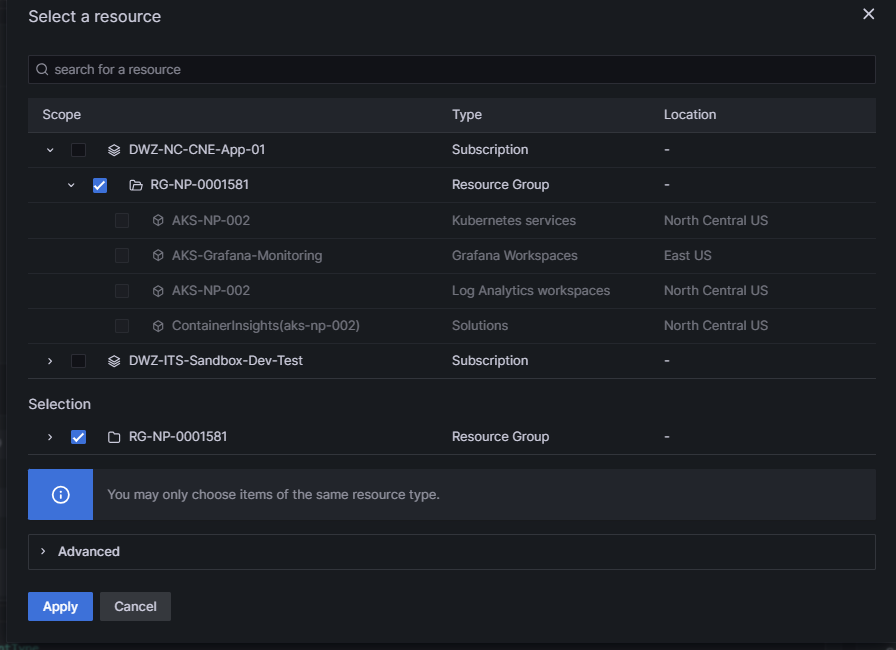 Select a resource
search for a resource
Scope Type Location
DWZ-NC-CNE-App-01 Subscription -
RG-NP-0001581 Resource Group -
AKS-NP-002 Kubernetes services North Central US
AKS-Grafana-Monitoring Grafana Workspaces East US
AKS-NP-002 Log Analytics workspaces North Central US
ContainerInsights(aks-np-002) Solutions North Central US
DWZ-ITS-Sandbox-Dev-Test Subscription -
Selection
RG-NP-0001581 Resource Group -
You may only choose items of the same resource type.
Advanced
Apply Cancel